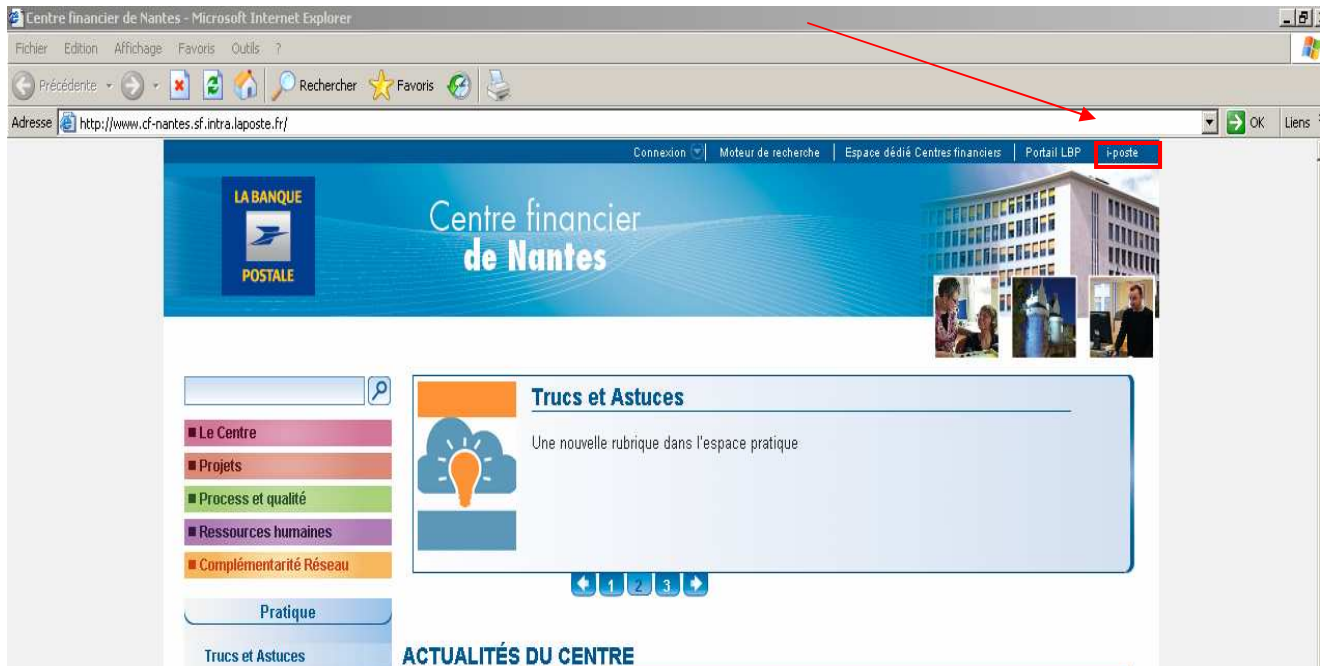 Centre financier de Nantes - Microsoft Internet Explorer
Fichier Edition Affichage Favoris Outils ?
Précédente Rechercher Favoris
Adresse http://www.cf-nantes.sf.intra.laposte.fr/ OK Liens
Connexion | Moteur de recherche | Espace dédié Centres financiers | Portail LBP i-poste
LA BANQUE
POSTALE
Centre financier
de Nantes
Trucs et Astuces
Une nouvelle rubrique dans l'espace pratique
Le Centre
Projets
Process et qualité
Ressources humaines
Complémentarité Réseau
1 2 3
Pratique
Trucs et Astuces
ACTUALITÉS DU CENTRE